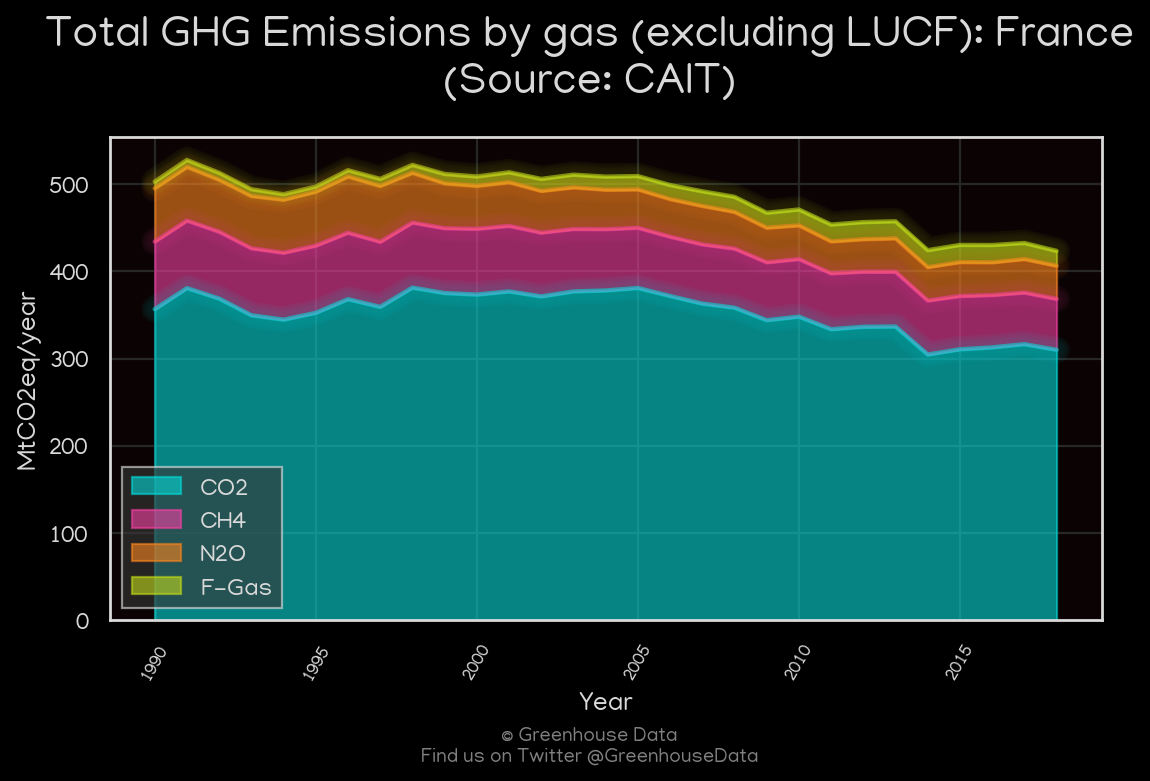 Total GHG Emissions by gas (excluding LUCF): France
(Source: CAIT)
MtCO2eq/year
500
400
300
200
100
0
CO2
CH4
N2O
F-Gas
1990
1995
2000
2005
2010
2015
Year
© Greenhouse Data
Find us on Twitter @GreenhouseData